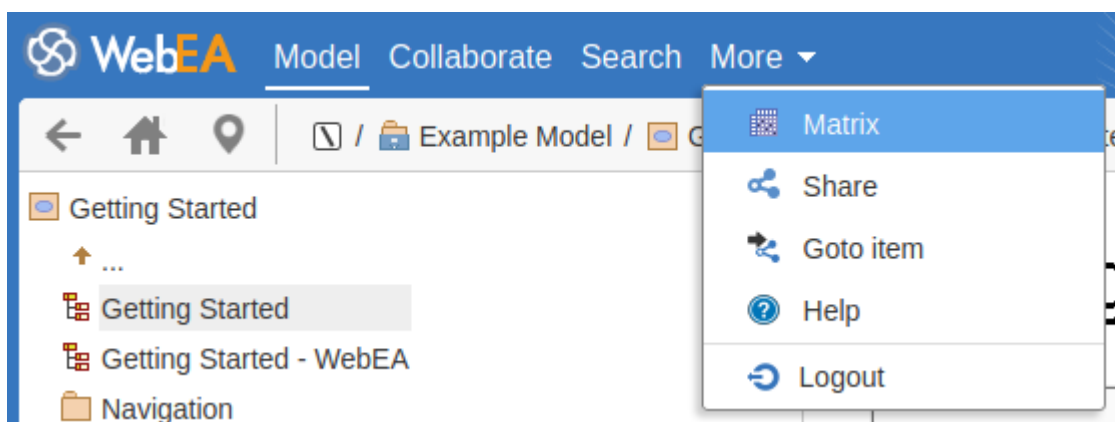 WebEA Model Collaborate Search More
/ Example Model /
Matrix
Share
Goto item
Help
Logout
Getting Started
...
Getting Started
Getting Started - WebEA
Navigation